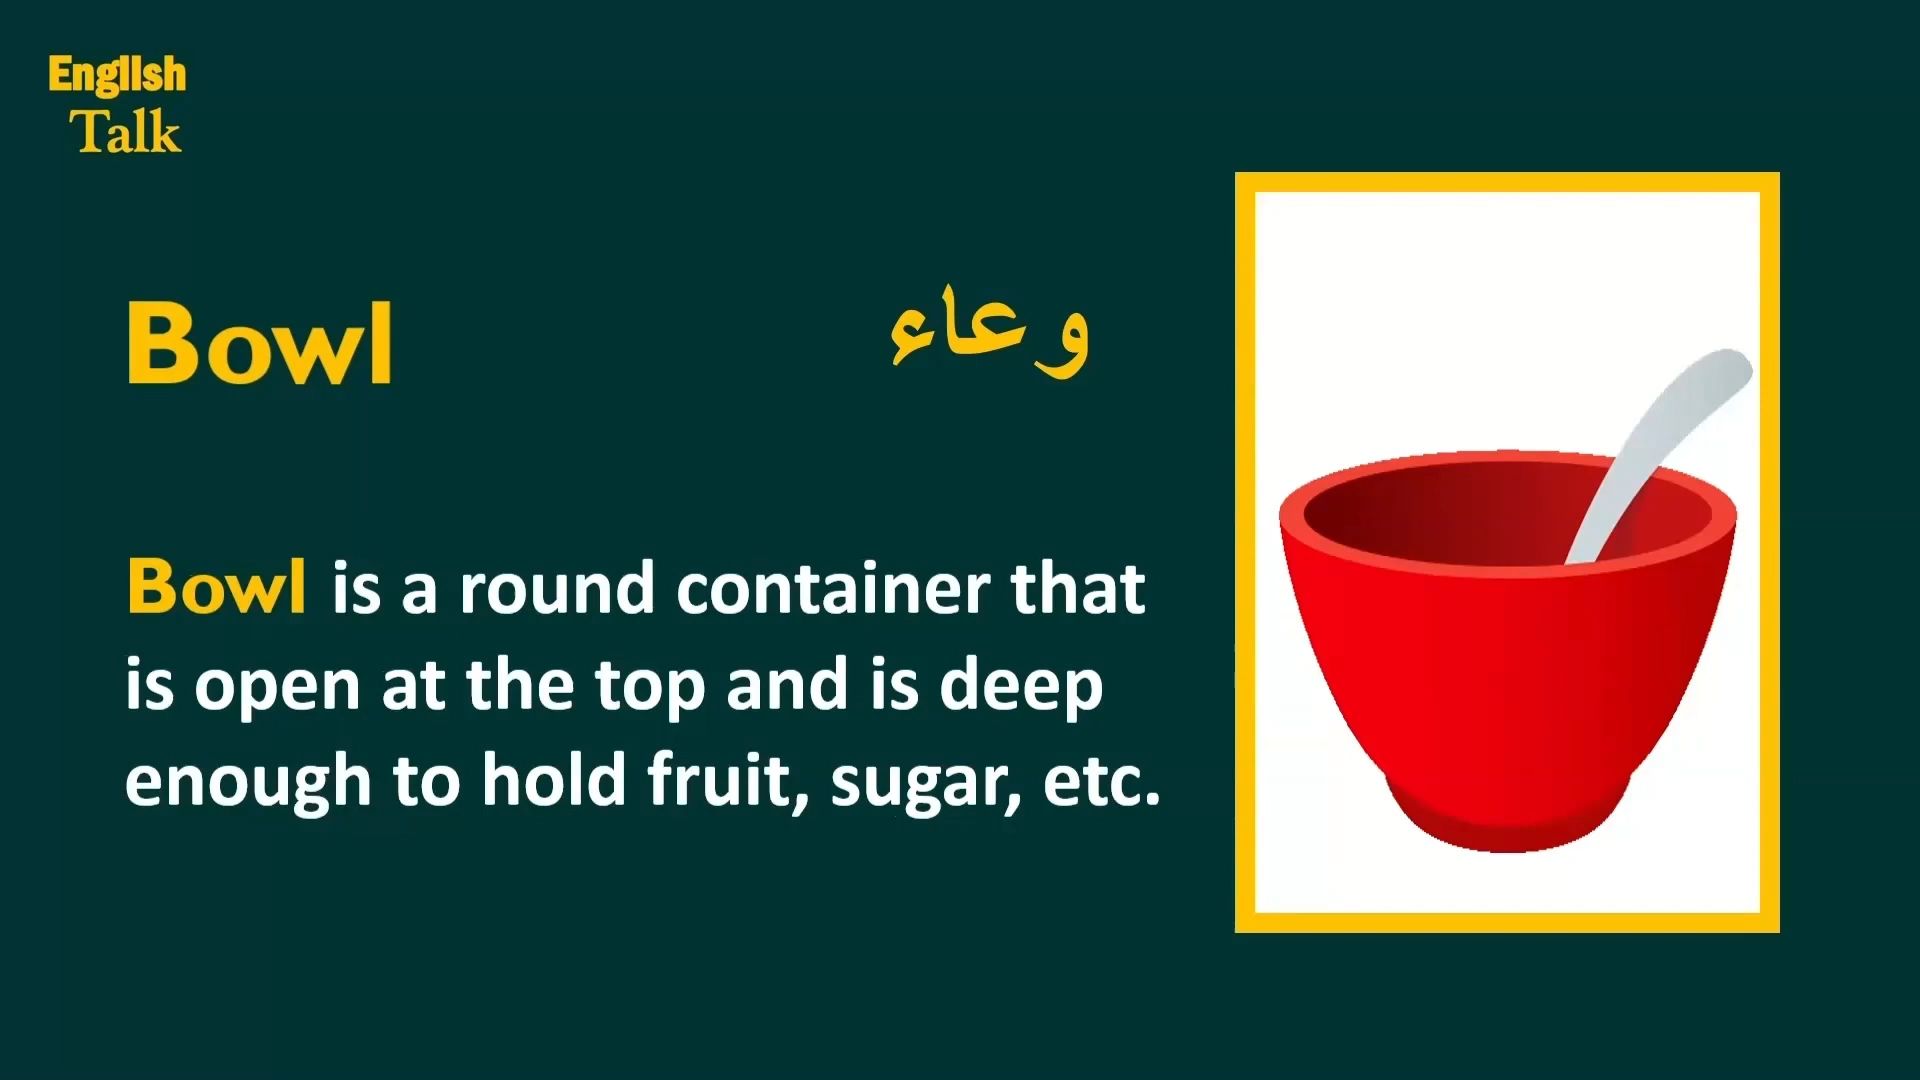 English
Talk
Bowl
وعاء
Bowl is a round container that
is open at the top and is deep
enough to hold fruit, sugar, etc.